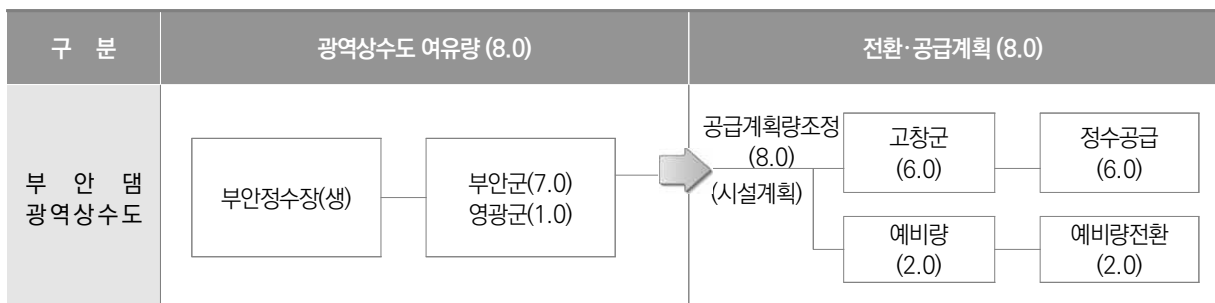 구 분
광역상수도 여유량 (8.0)
전환·공급계획 (8.0)
부 안 댐
광역상수도
부안정수장(생)
부안군(7.0)
영광군(1.0)
공급계획량조정
(8.0)
(시설계획)
고창군
(6.0)
정수공급
(6.0)
예비량
(2.0)
예비량전환
(2.0)